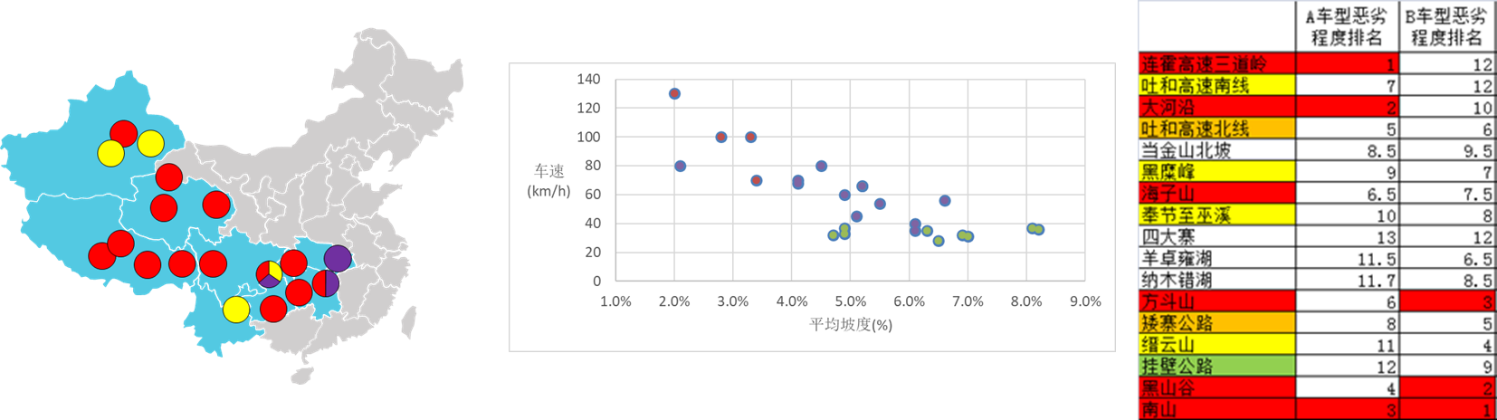 140
120
100
80
60
40
20
0
车速
(km/h)
1.0% 2.0% 3.0% 4.0% 5.0% 6.0% 7.0% 8.0% 9.0%
平均坡度(%)
A车型恶劣程度排名 B车型恶劣程度排名
连霍高速三道岭 1 12
吐和高速南线 7 12
大河沿 2 10
吐和高速北线 5 6
当金山北坡 8.5 9.5
黑麋峰 9 7
海子山 6.5 7.5
奉节至巫溪 10 8
四大寨 13 12
羊卓雍湖 11.5 6.5
纳木错湖 11.7 8.5
方斗山 6 3
矮寨公路 8 5
缙云山 11 4
挂壁公路 12 9
黑山谷 4 2
南山 3 1